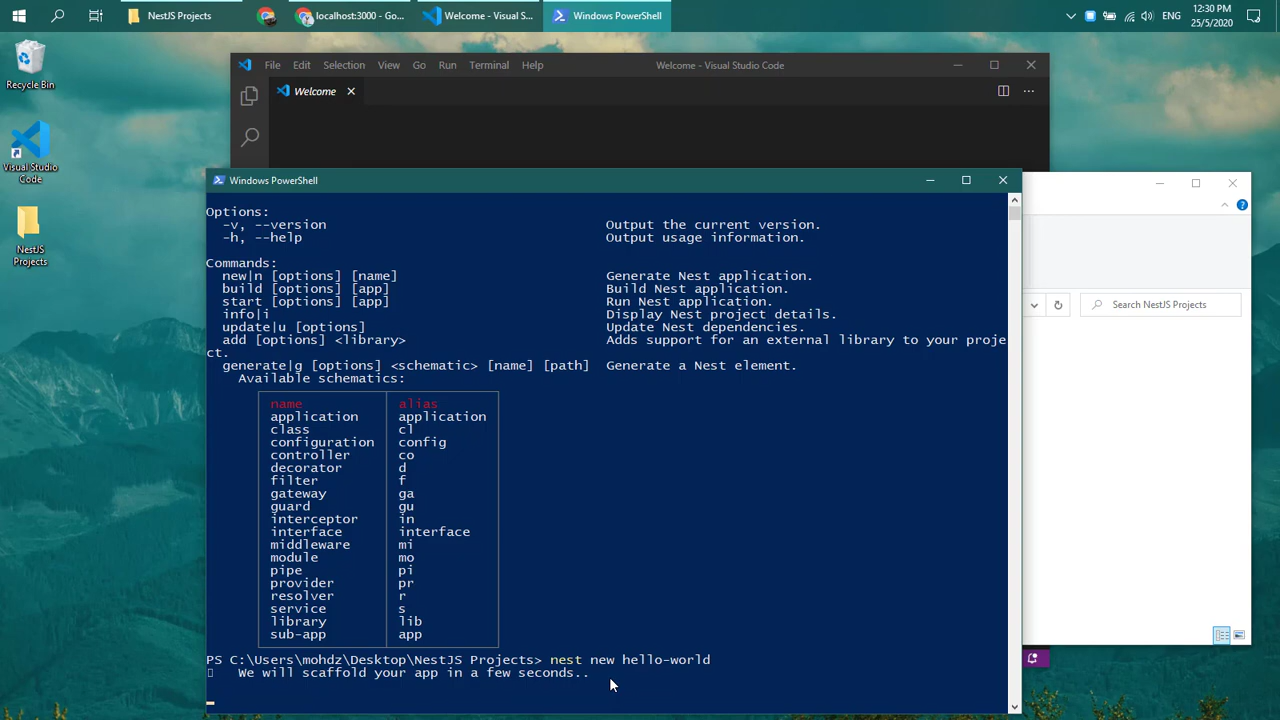 NestJS Projects
localhost:3000 - Go...
Welcome - Visual S...
Windows PowerShell
ENG
12:30 PM
25/5/2020
Recycle Bin
Visual Studio
Code
NestJS
Projects
File Edit Selection View Go Run Terminal Help
Welcome - Visual Studio Code
Welcome
Windows PowerShell
Options:
-v, --version Output the current version.
-h, --help Output usage information.
Commands:
new|n [options] [name] Generate Nest application.
build [options] [app] Build Nest application.
start [options] [app] Run Nest application.
info|i Display Nest project details.
update|u [options] Update Nest dependencies.
add [options] <library> Adds support for an external library to your proje
ct.
generate|g [options] <schematic> [name] [path] Generate a Nest element.
Available schematics:
name alias
application application
class cl
configuration config
controller co
decorator d
filter f
gateway ga
guard gu
interceptor in
interface interface
middleware mi
module mo
pipe pi
provider pr
resolver r
service s
library lib
sub-app app
PS C:\Users\mohdz\Desktop\NestJS Projects> nest new hello-world
We will scaffold your app in a few seconds..
Search NestJS Projects